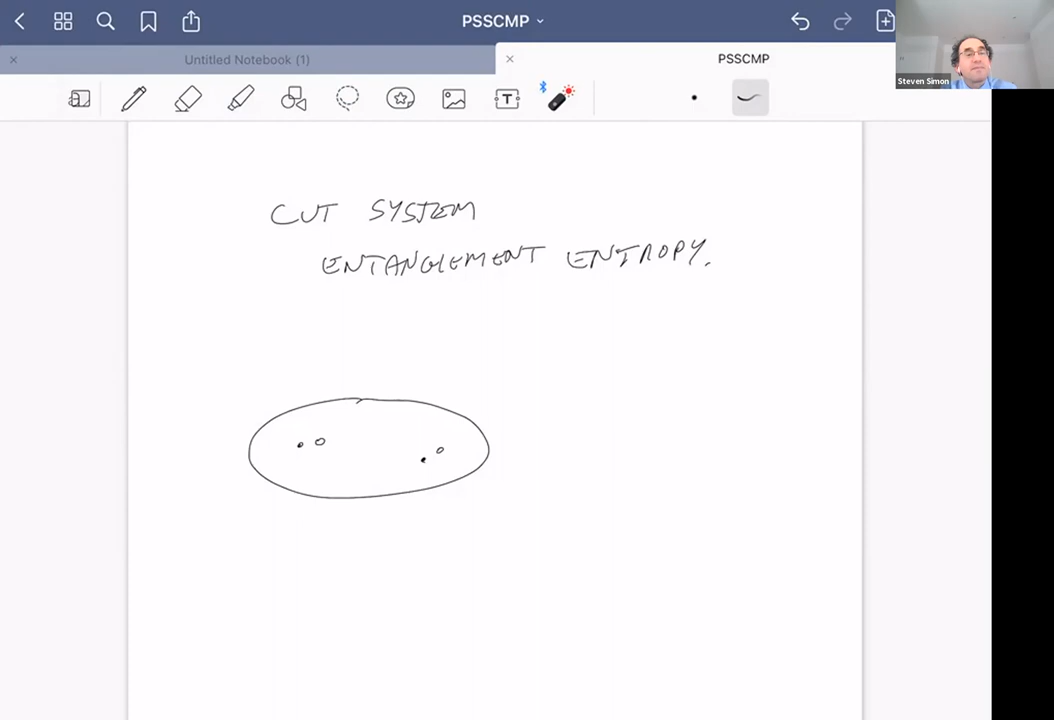 PSSCMP
Untitled Notebook (1)
PSSCMP
Steven Simon
T
CUT SYSTEM
ENTANGLEMENT ENTROPY.